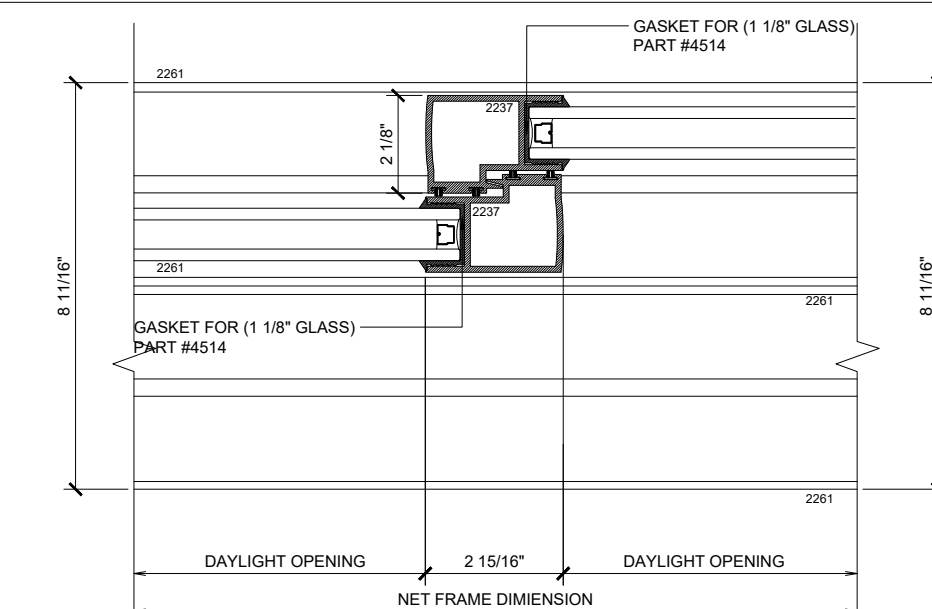 GASKET FOR (1 1/8" GLASS)
PART #4514
2261
2237
2 1/8"
2237
2261
8 11/16"
8 11/16"
2261
GASKET FOR (1 1/8" GLASS)
PART #4514
2261
DAYLIGHT OPENING
2 15/16"
DAYLIGHT OPENING
NET FRAME DIMIENSION